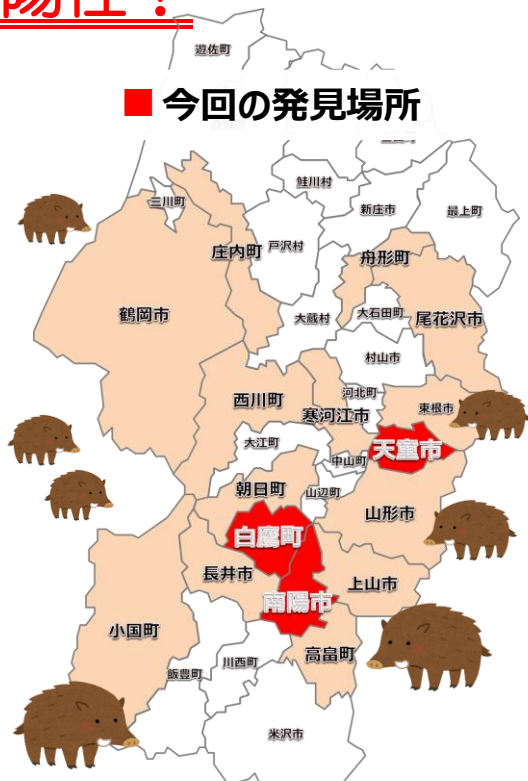 陽性！
■ 今回の発見場所
遊佐町
鮭川村
三川町
新庄市
最上町
庄内町
戸沢村
舟形町
鶴岡市
大蔵村
大石田町
尾花沢市
村山市
西川町
河北町
寒河江市
東根市
大江町
天童市
中山町
朝日町
山辺町
山形市
白鷹町
長井市
上山市
南陽市
小国町
高畠町
川西町
飯豊町
米沢市